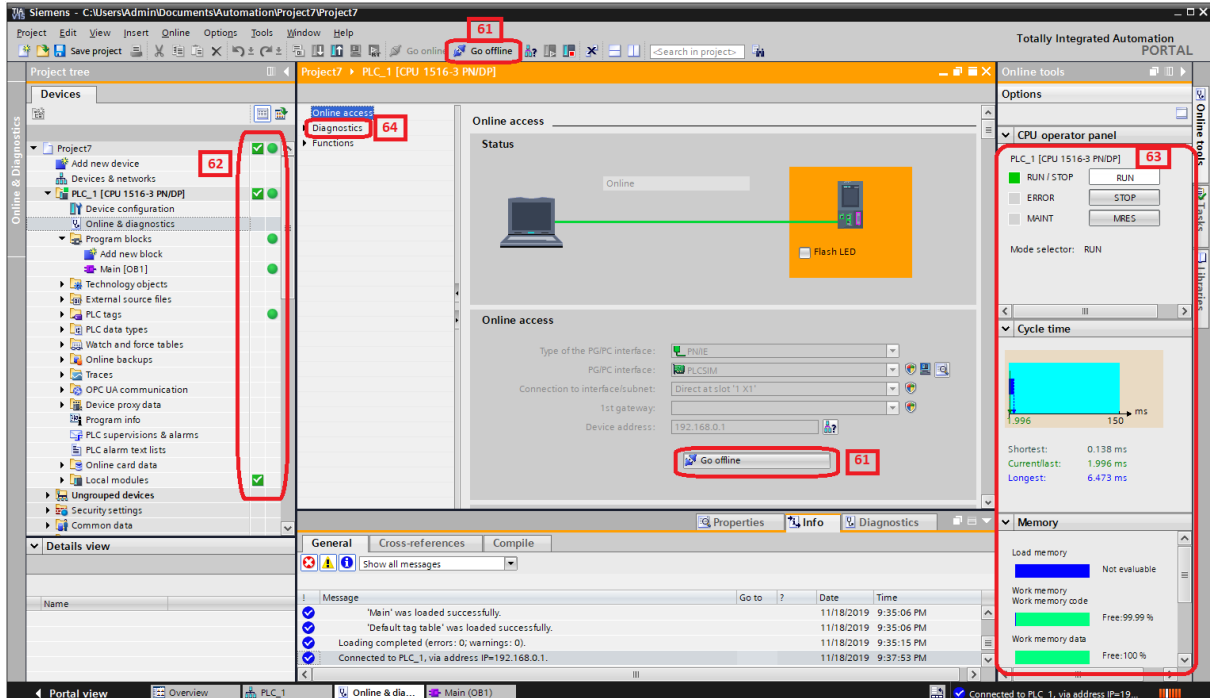 Siemens - C:\Users\Admin\Documents\Automation\Project7\Project7
Project Edit View Insert Online Options Tools Window Help
61
Totally Integrated Automation
PORTAL
Save project
Go online
Go offline
<Search in project>
Project tree
Project7 PLC_1 [CPU 1516-3 PN/DP]
Online tools
Devices
Options
Online & Diagnostics
Online tools
Tasks
Libraries
Project7
Add new device
Devices & networks
PLC_1 [CPU 1516-3 PN/DP]
Device configuration
Online & diagnostics
Program blocks
Add new block
Main [OB1]
Technology objects
External source files
PLC tags
PLC data types
Watch and force tables
Online backups
Traces
OPC UA communication
Device proxy data
Program info
PLC supervisions & alarms
PLC alarm text lists
Online card data
Local modules
Ungrouped devices
Security settings
Common data
62
Details view
Name
Online access
Diagnostics
64
Functions
Online access
Status
Online
Flash LED
Online access
Type of the PG/PC interface: PN/IE
PG/PC interface: PLCSIM
Connection to interface/subnet: Direct at slot '1 X1'
1st gateway:
Device address: 192.168.0.1
Go offline
61
CPU operator panel
PLC_1 [CPU 1516-3 PN/DP]
63
RUN / STOP RUN
ERROR STOP
MAINT MRES
Mode selector: RUN
Cycle time
ms
1.996 150
Shortest: 0.138 ms
Current/last: 1.996 ms
Longest: 6.473 ms
Memory
Load memory
Not evaluable
Work memory
Work memory code
Free:99.99 %
Work memory data
Free:100 %
Properties Info Diagnostics
General Cross-references Compile
Show all messages
! Message Go to ? Date Time
'Main' was loaded successfully. 11/18/2019 9:35:06 PM
'Default tag table' was loaded successfully. 11/18/2019 9:35:06 PM
Loading completed (errors: 0; warnings: 0). 11/18/2019 9:35:15 PM
Connected to PLC_1, via address IP=192.168.0.1. 11/18/2019 9:37:53 PM
Portal view Overview PLC_1 Online & dia... Main (OB1) Connected to PLC_1, via address IP=19...